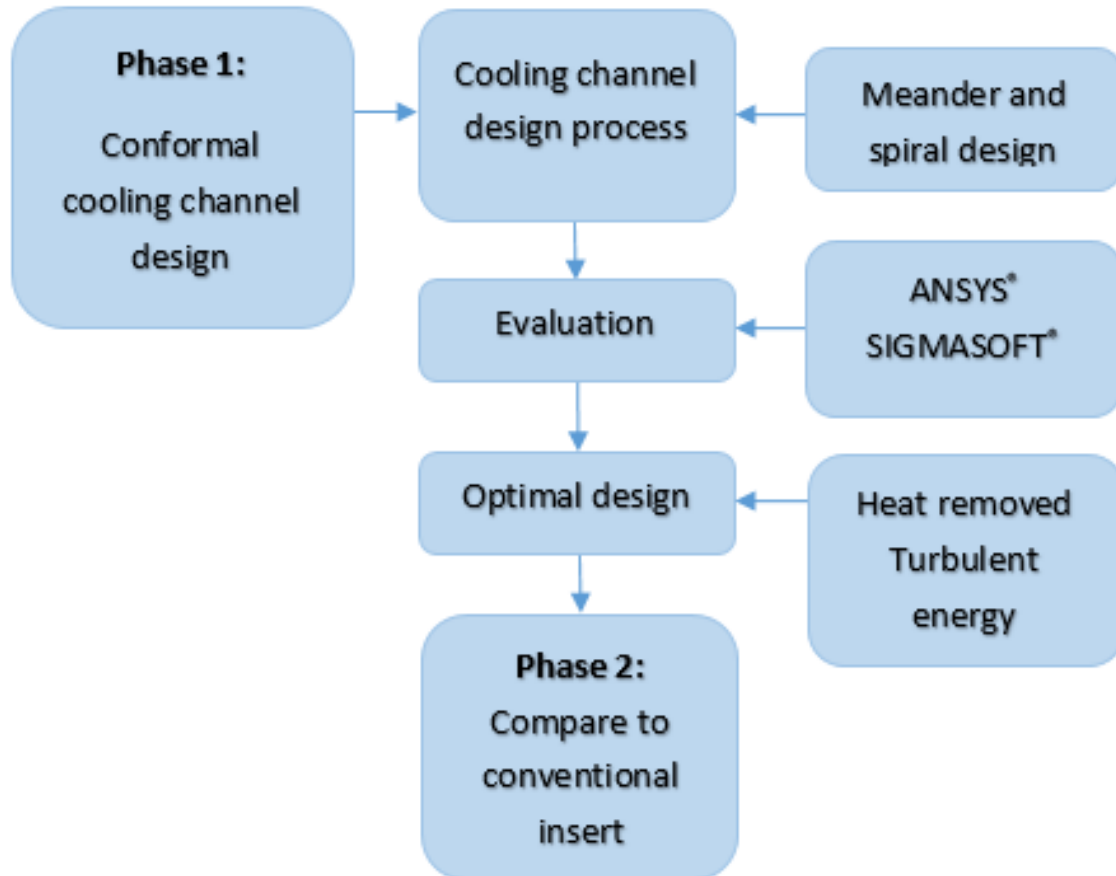 Phase 1:
Conformal
cooling channel
design
Cooling channel
design process
Meander and
spiral design
Evaluation
ANSYS®
SIGMASOFT®
Optimal design
Heat removed
Turbulent
energy
Phase 2:
Compare to
conventional
insert